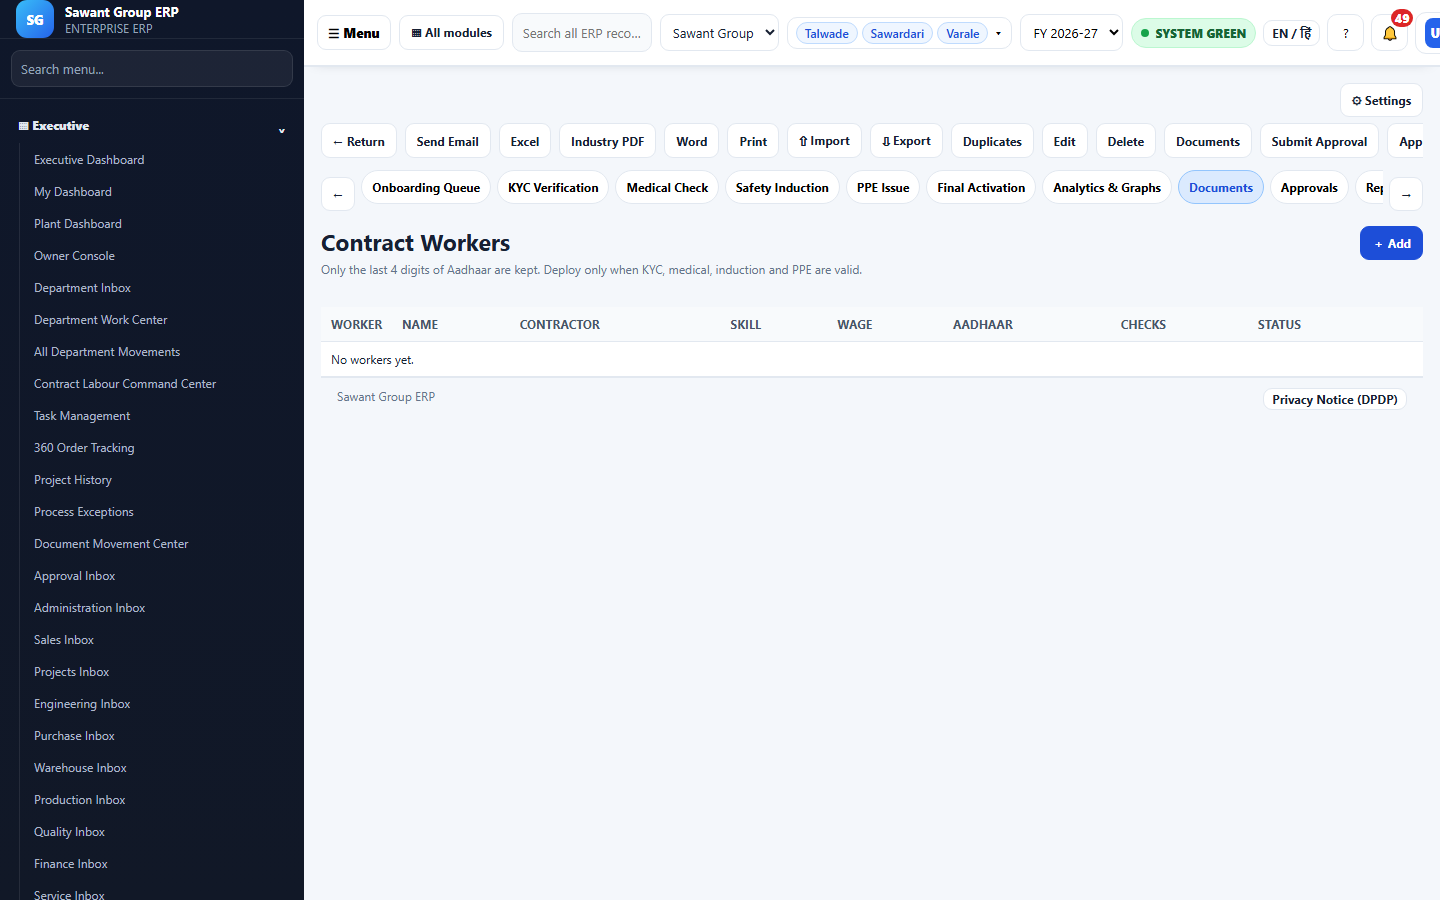 SG
Sawant Group ERP
ENTERPRISE ERP
Search menu...
Executive
Executive Dashboard
My Dashboard
Plant Dashboard
Owner Console
Department Inbox
Department Work Center
All Department Movements
Contract Labour Command Center
Task Management
360 Order Tracking
Project History
Process Exceptions
Document Movement Center
Approval Inbox
Administration Inbox
Sales Inbox
Projects Inbox
Engineering Inbox
Purchase Inbox
Warehouse Inbox
Production Inbox
Quality Inbox
Finance Inbox
Service Inbox
☰ Menu
All modules
Search all ERP reco...
Sawant Group
Talwade Sawardari Varale
FY 2026-27
SYSTEM GREEN
EN / हिं
?
49
U
⚙ Settings
← Return Send Email Excel Industry PDF Word Print ⇧ Import ⇩ Export Duplicates Edit Delete Documents Submit Approval App
← Onboarding Queue KYC Verification Medical Check Safety Induction PPE Issue Final Activation Analytics & Graphs Documents Approvals Rep →
Contract Workers
+ Add
Only the last 4 digits of Aadhaar are kept. Deploy only when KYC, medical, induction and PPE are valid.
WORKER NAME CONTRACTOR SKILL WAGE AADHAAR CHECKS STATUS
No workers yet.
Sawant Group ERP
Privacy Notice (DPDP)